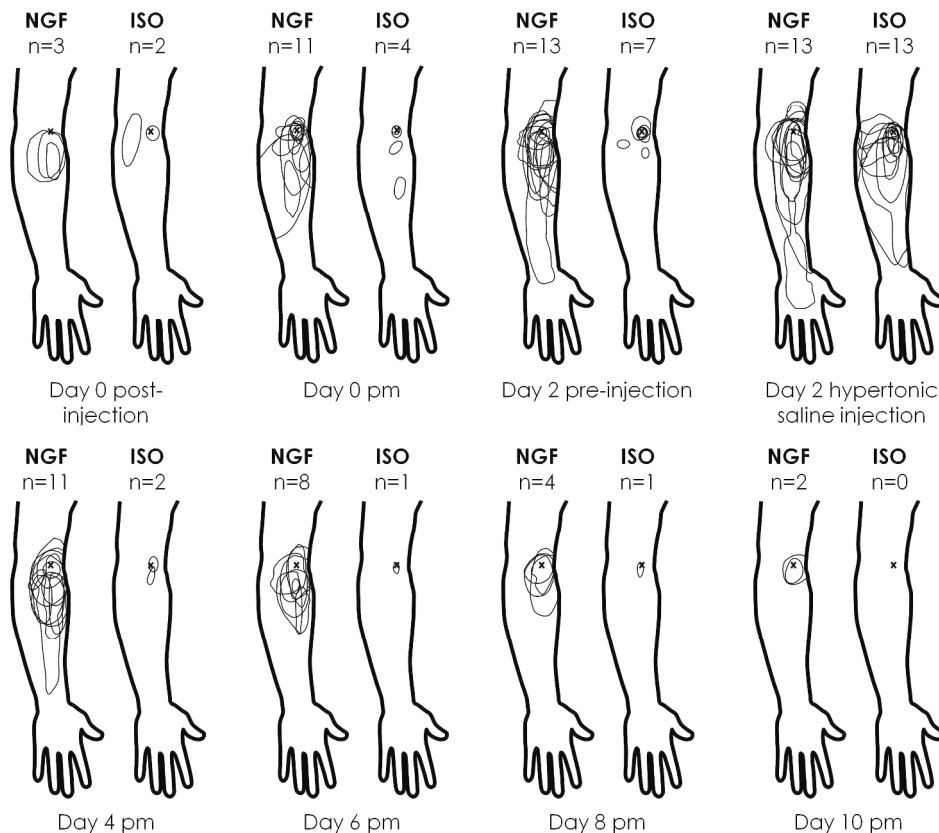 NGF ISO NGF ISO NGF ISO NGF ISO
n=3 n=2 n=11 n=4 n=13 n=7 n=13 n=13
x x x x x x x x
Day 0 post- Day 0 pm Day 2 pre-injection Day 2 hypertonic
injection saline injection
NGF ISO NGF ISO NGF ISO NGF ISO
n=11 n=2 n=8 n=1 n=4 n=1 n=2 n=0
x x x x x x x x
Day 4 pm Day 6 pm Day 8 pm Day 10 pm